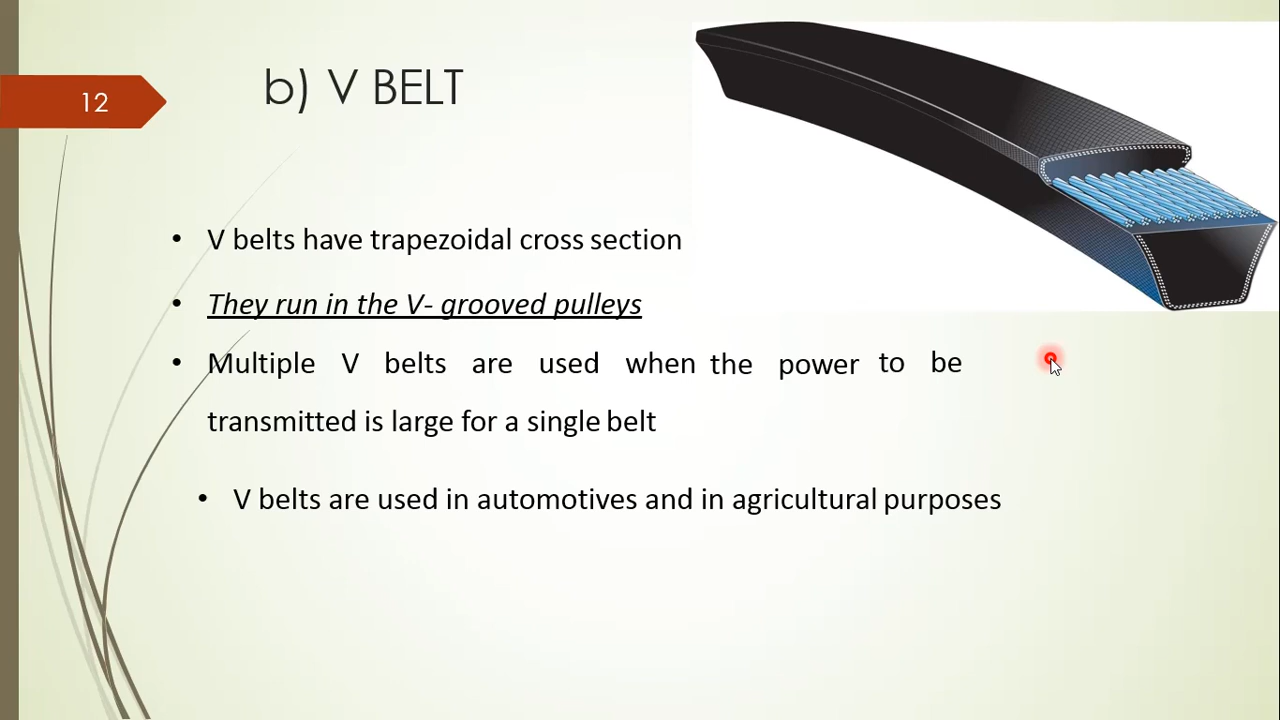 12
b) V BELT
• V belts have trapezoidal cross section
• They run in the V- grooved pulleys
• Multiple V belts are used when the power to be
transmitted is large for a single belt
• V belts are used in automotives and in agricultural purposes